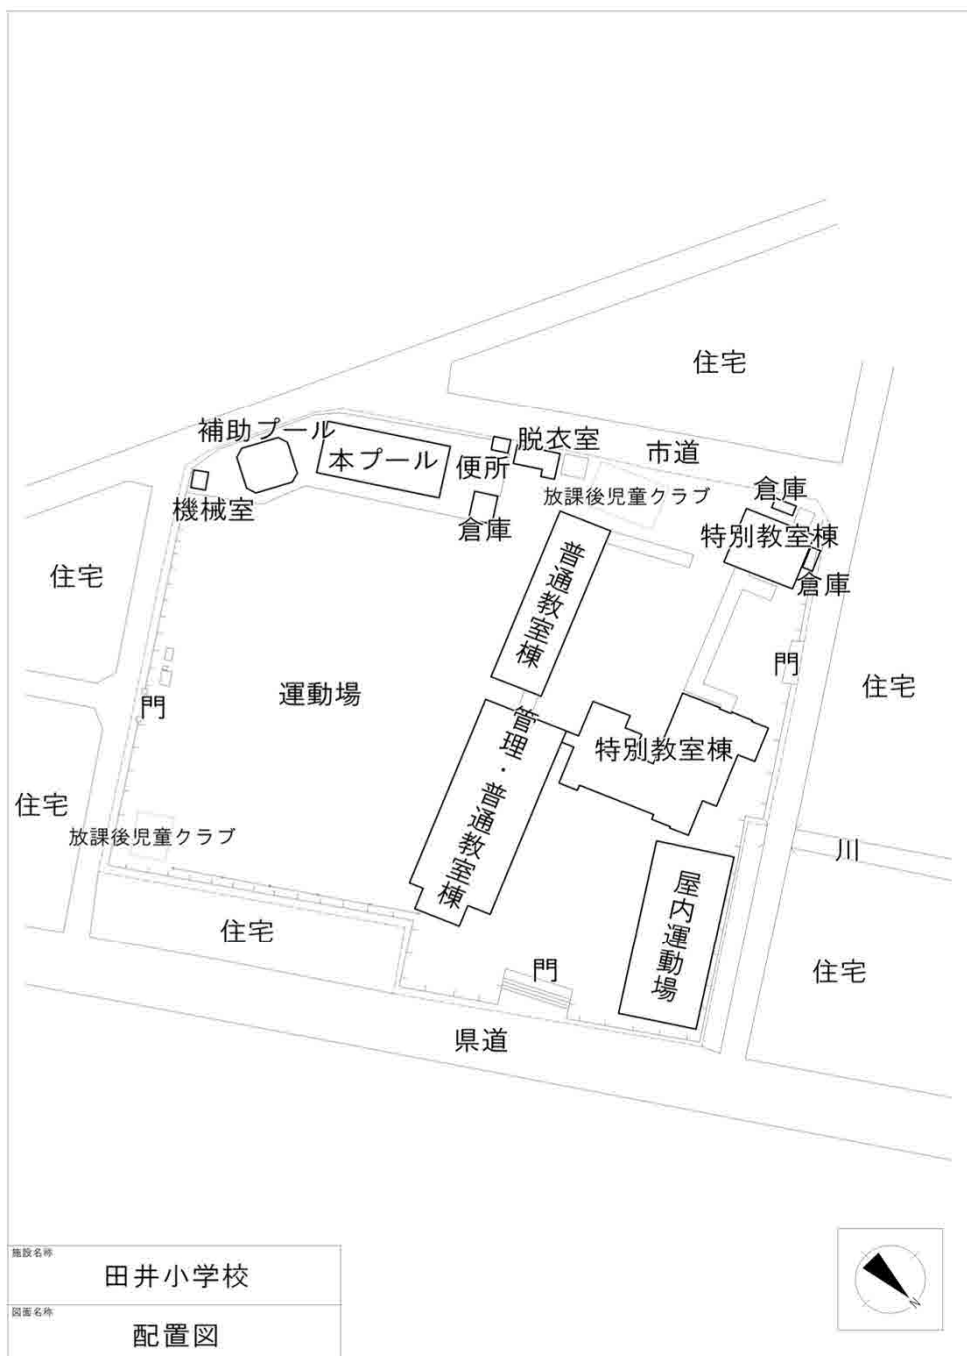 住宅
補助プール
脱衣室
市道
本プール
便所
放課後児童クラブ
倉庫
機械室
倉庫
特別教室棟
倉庫
普通教室棟
住宅
門
住宅
運動場
門
管理・普通教室棟
特別教室棟
住宅
放課後児童クラブ
川
屋内運動場
住宅
門
住宅
県道
施設名称
田井小学校
図面名称
配置図
N